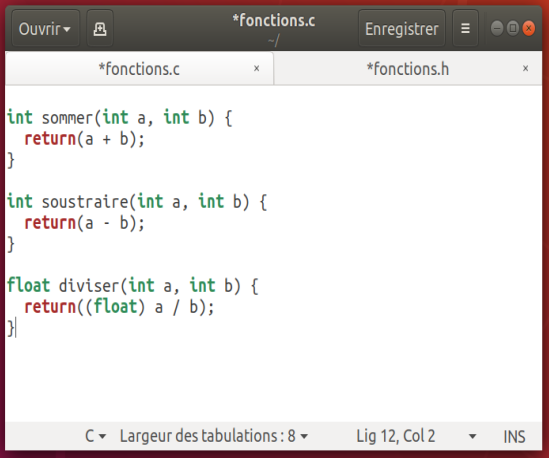 Ouvrir
*fonctions.c
~/
Enregistrer
*fonctions.c ×
*fonctions.h ×
int sommer(int a, int b) {
  return(a + b);
}
int soustraire(int a, int b) {
  return(a - b);
}
float diviser(int a, int b) {
  return((float) a / b);
}
C Largeur des tabulations : 8 Lig 12, Col 2 INS